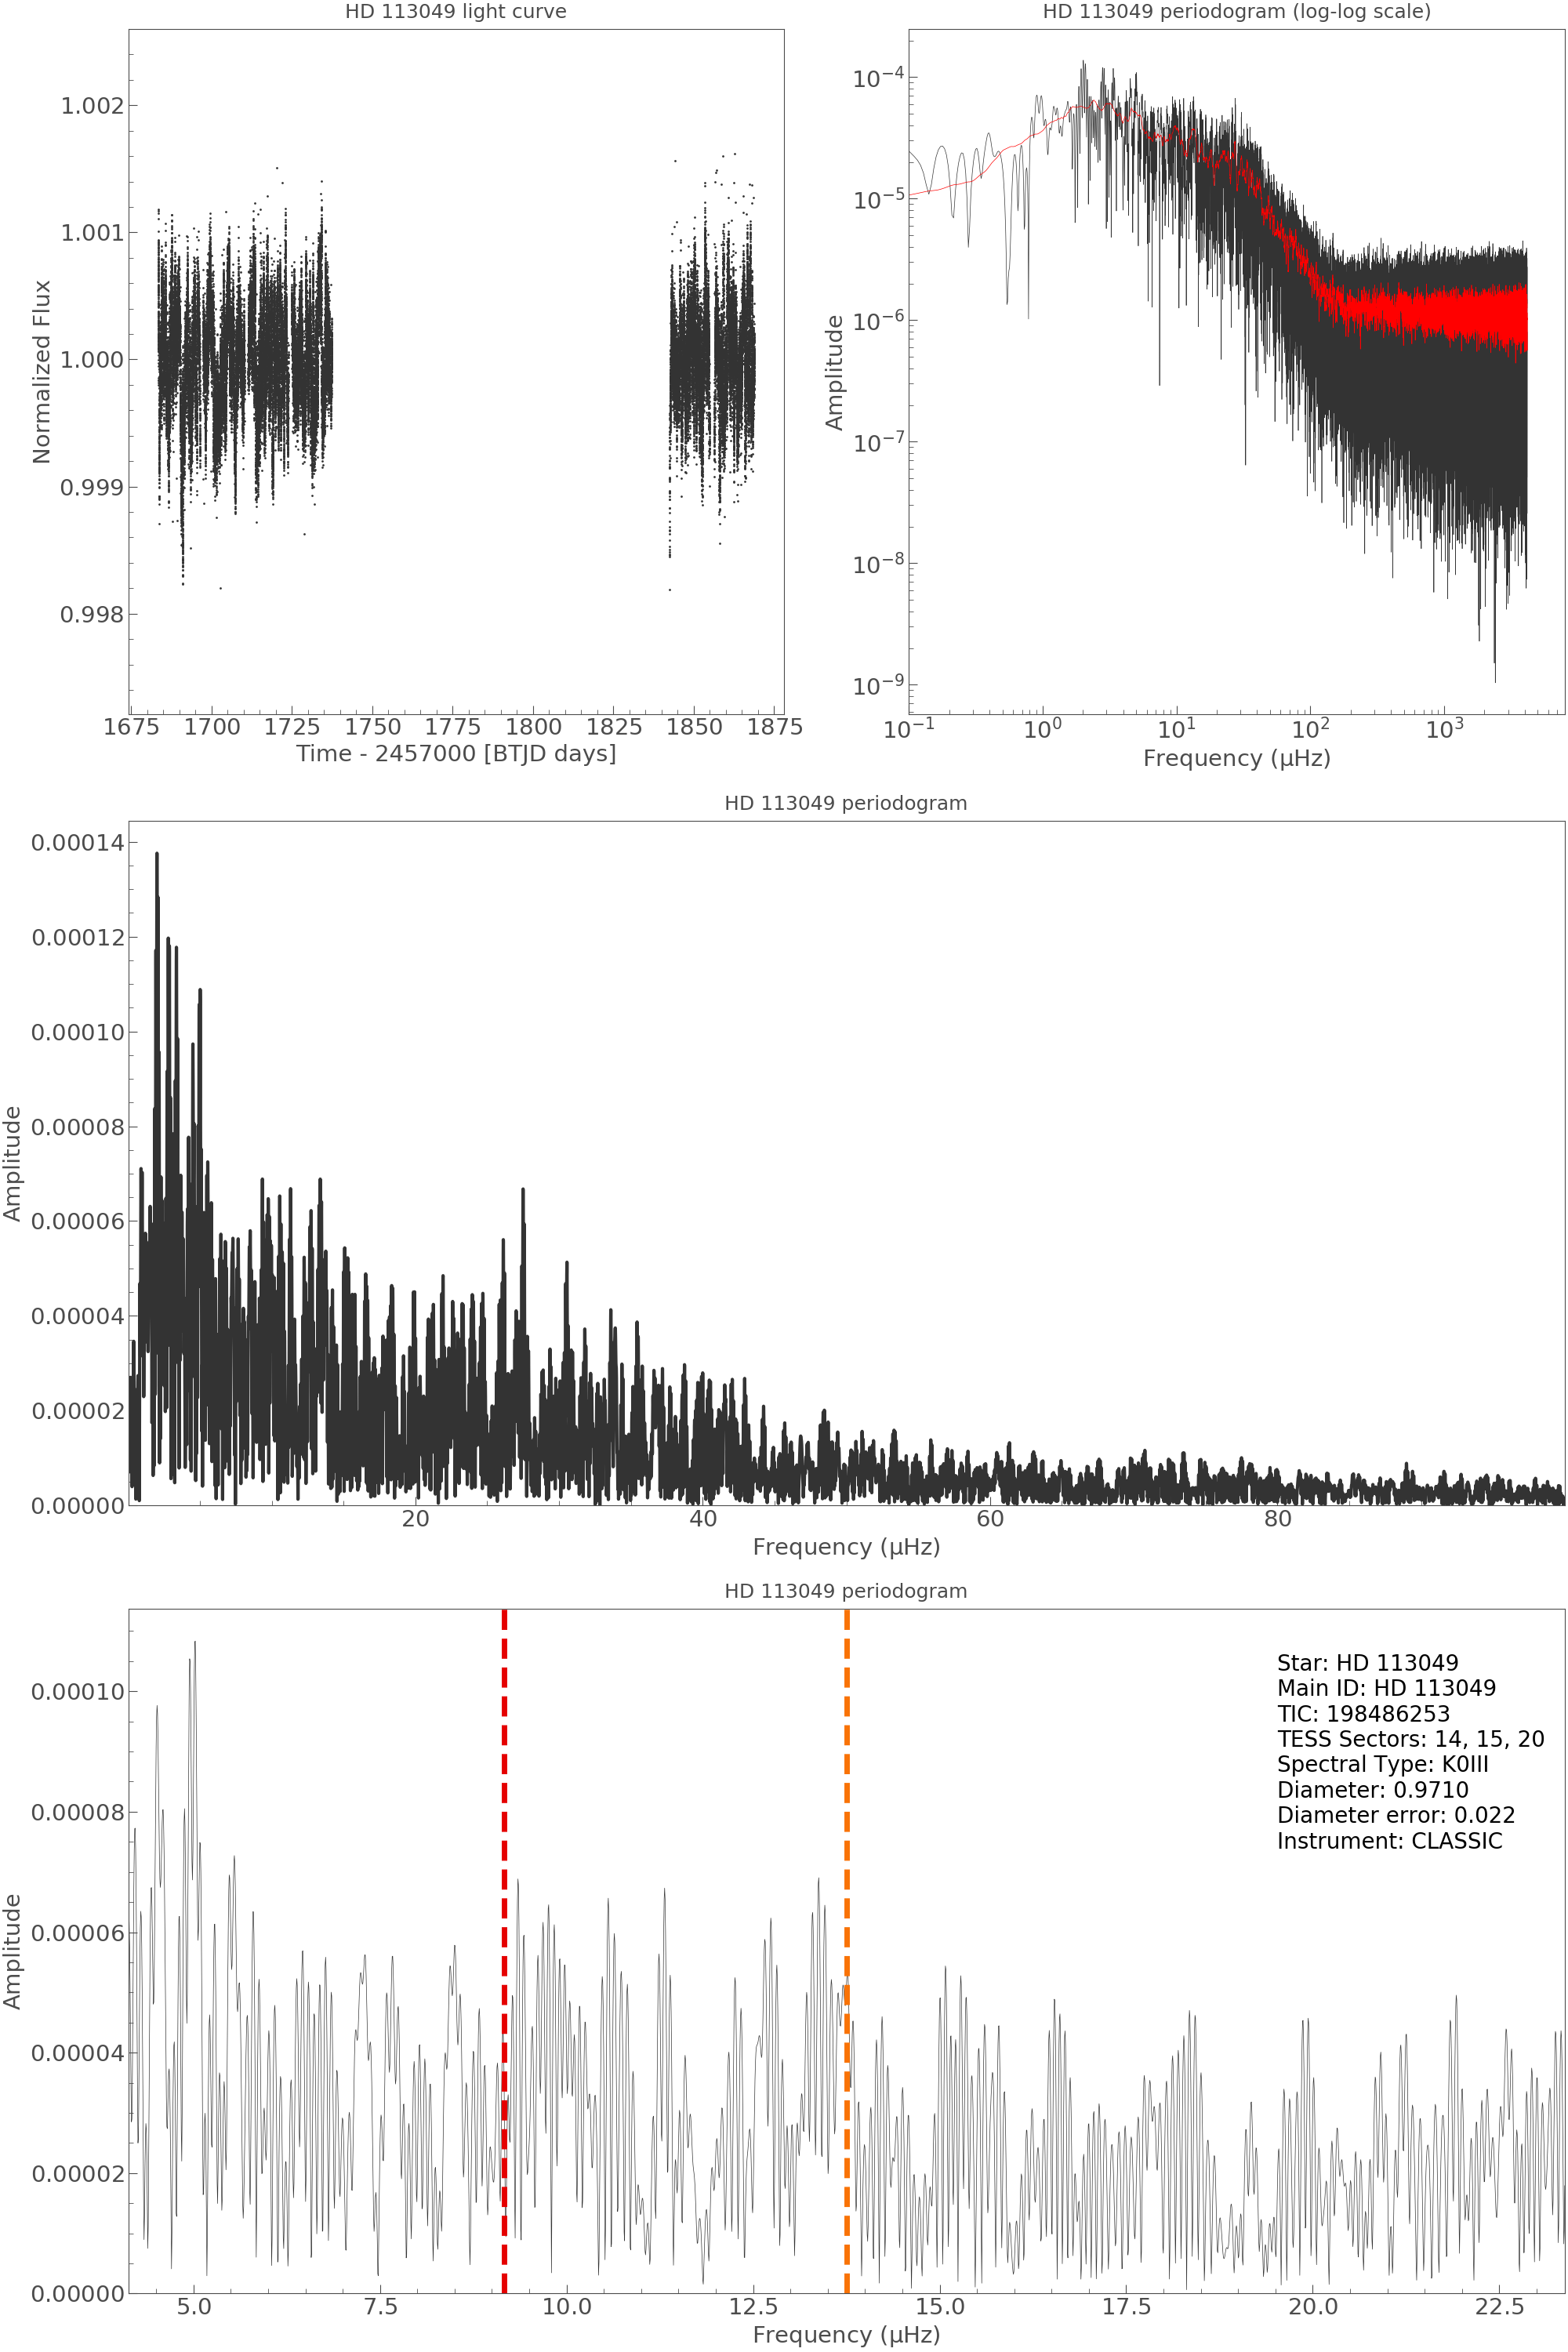 HD 113049 light curve
1.002
1.001
1.000
0.999
0.998
Normalized Flux
1675 1700 1725 1750 1775 1800 1825 1850 1875
Time - 2457000 [BTJD days]
HD 113049 periodogram (log-log scale)
10⁻⁴
10⁻⁵
10⁻⁶
10⁻⁷
10⁻⁸
10⁻⁹
Amplitude
10⁻¹ 10⁰ 10¹ 10² 10³
Frequency (μHz)
HD 113049 periodogram
0.00014
0.00012
0.00010
0.00008
0.00006
0.00004
0.00002
0.00000
Amplitude
20 40 60 80
Frequency (μHz)
HD 113049 periodogram
0.00010
0.00008
0.00006
0.00004
0.00002
0.00000
Amplitude
Star: HD 113049
Main ID: HD 113049
TIC: 198486253
TESS Sectors: 14, 15, 20
Spectral Type: K0III
Diameter: 0.9710
Diameter error: 0.022
Instrument: CLASSIC
5.0 7.5 10.0 12.5 15.0 17.5 20.0 22.5
Frequency (μHz)